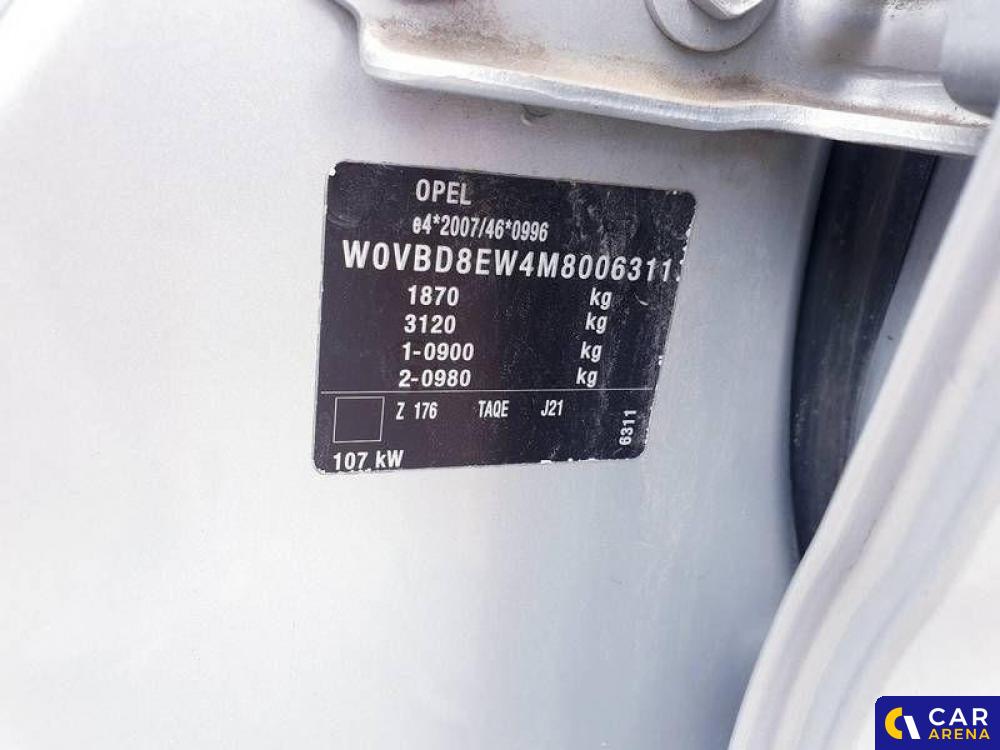 OPEL
e4*2007/46*0996
W0VBD8EW4M8006311
1870 kg
3120 kg
1-0900 kg
2-0980 kg
Z 176 TAQE J21
6311
107 kW
CAR
ARENA